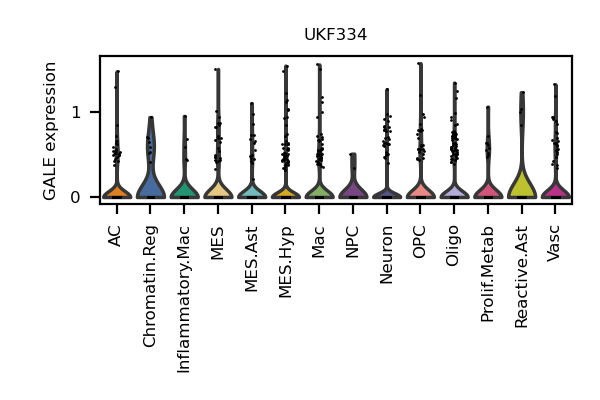 UKF334
GALE expression
1
0
AC
Chromatin.Reg
Inflammatory.Mac
MES
MES.Ast
MES.Hyp
Mac
NPC
Neuron
OPC
Oligo
Prolif.Metab
Reactive.Ast
Vasc